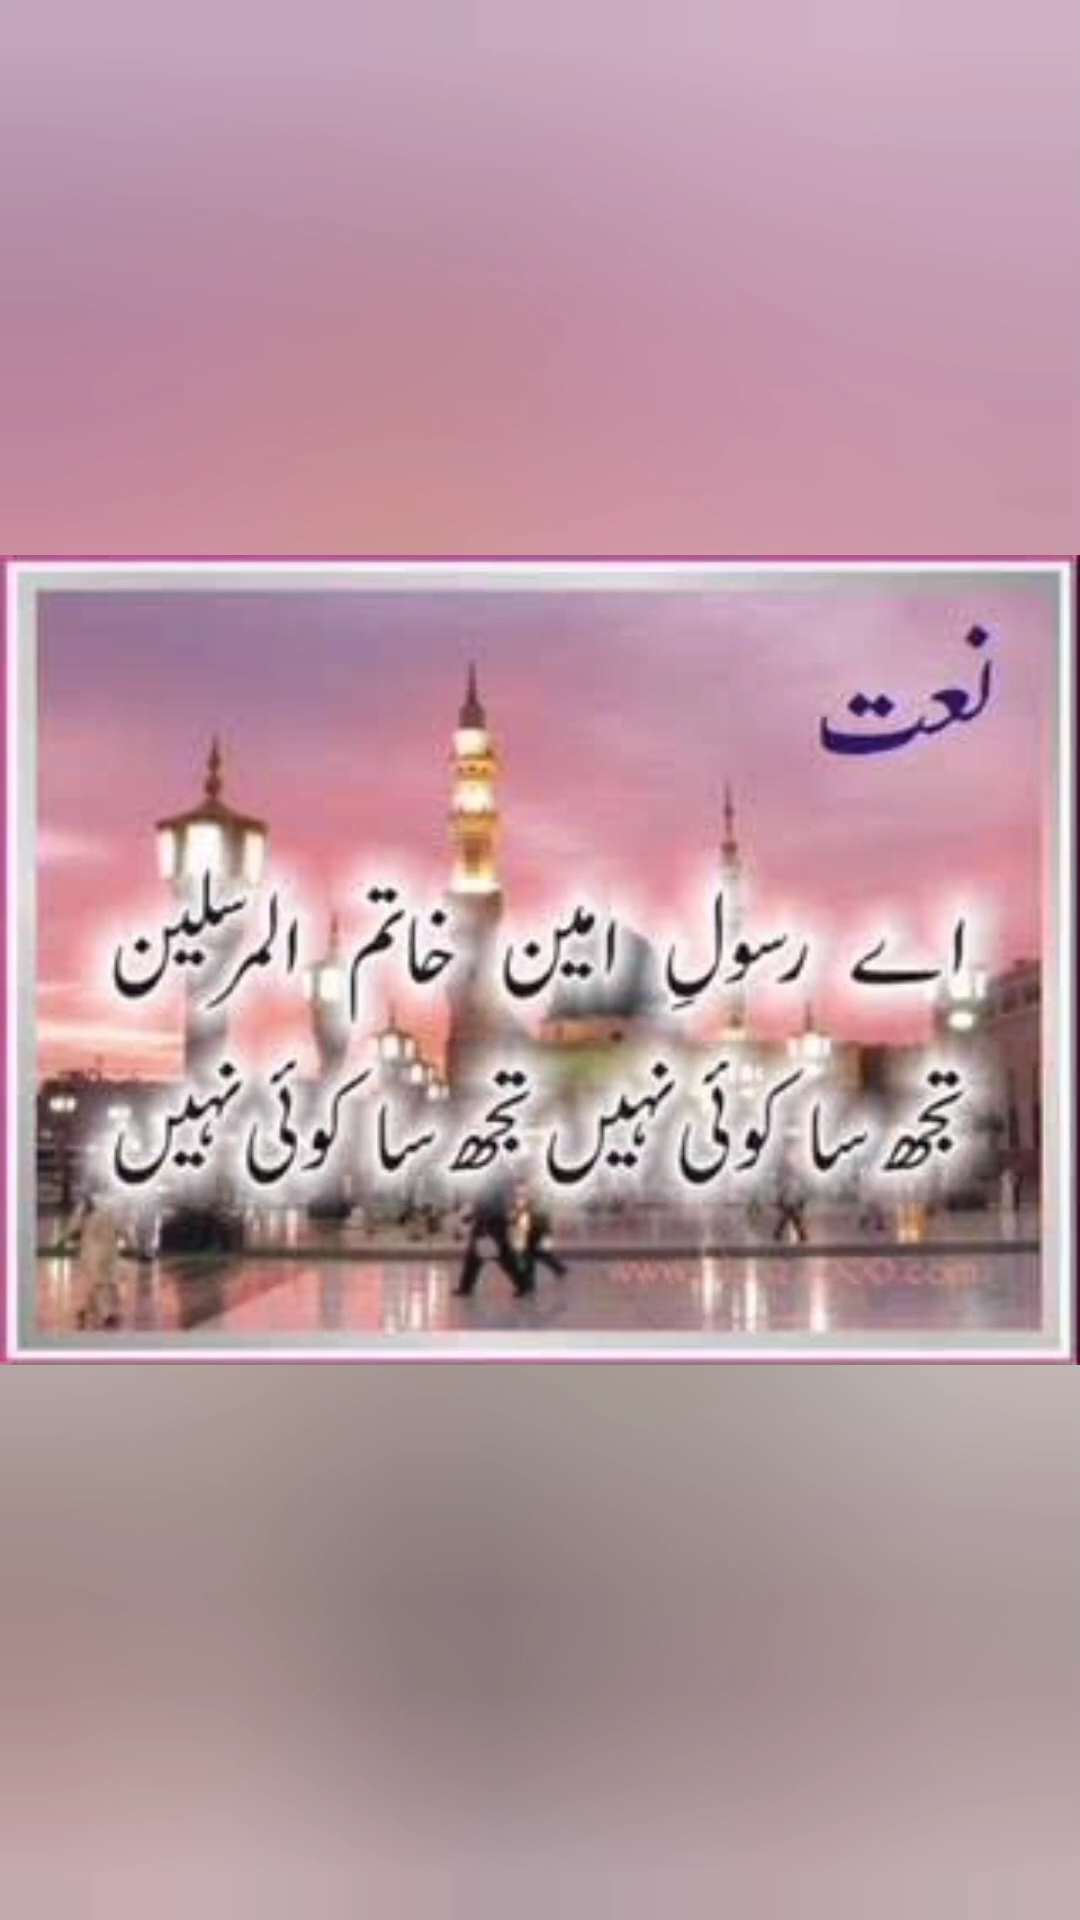 نعت
اے رسولِ امین خاتم المرسلین
تجھ سا کوئی نہیں تجھ سا کوئی نہیں